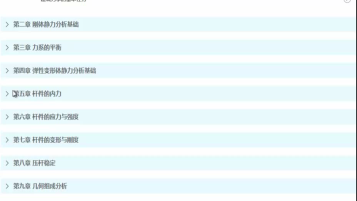 第二章 刚体静力分析基础
第三章 力系的平衡
第四章 弹性变形体静力分析基础
第五章 杆件的内力
第六章 杆件的应力与强度
第七章 杆件的变形与刚度
第八章 压杆稳定
第九章 几何组成分析